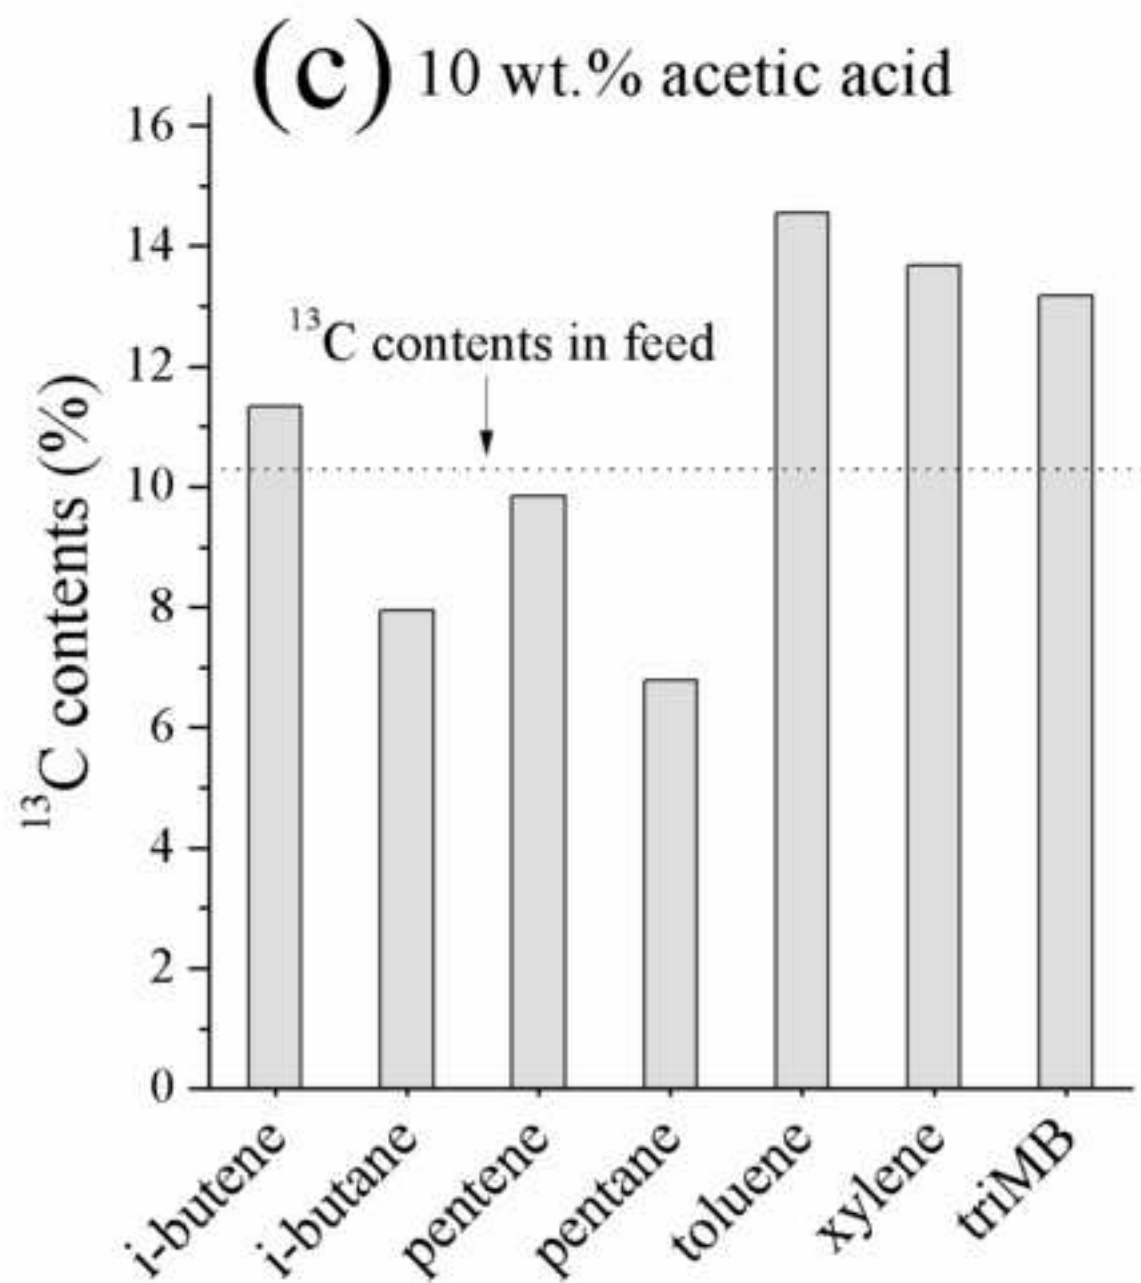 (c) 10 wt.% acetic acid
16
14
¹³C contents in feed
12
10
8
6
4
2
0
¹³C contents (%)
i-butene
i-butane
pentene
pentane
toluene
xylene
triMB